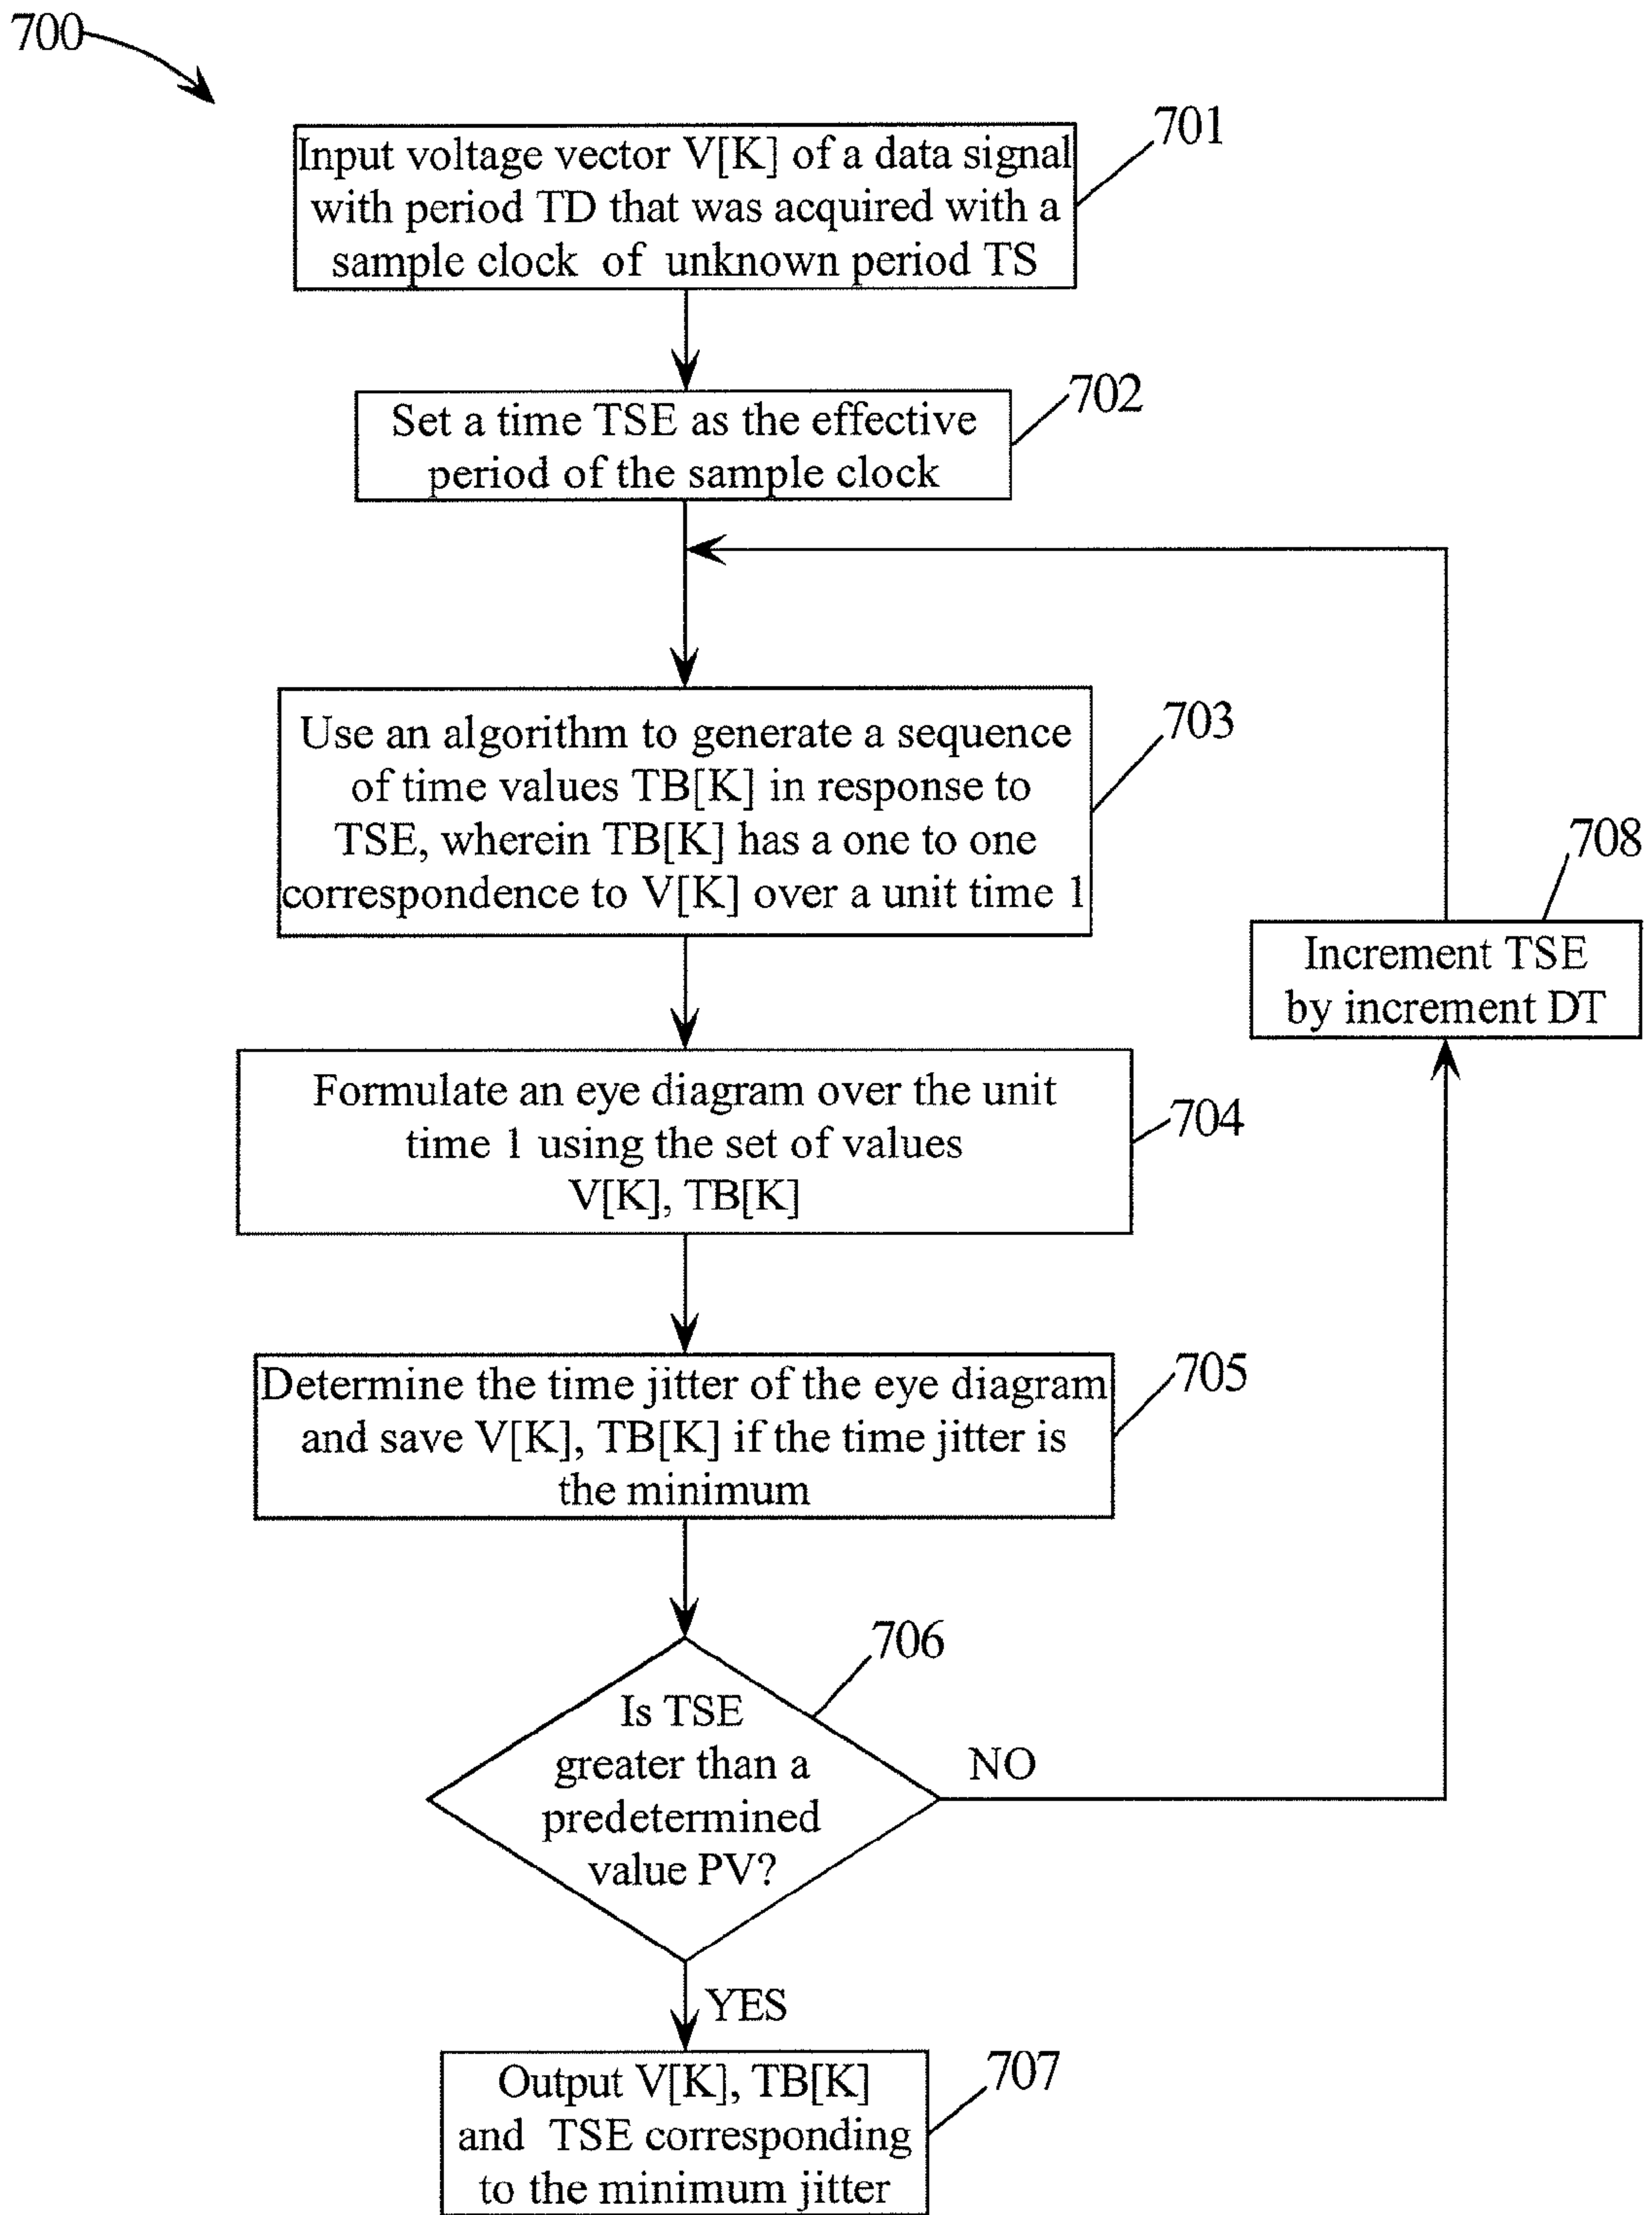 700
701
Input voltage vector V[K] of a data signal
with period TD that was acquired with a
sample clock of unknown period TS
702
Set a time TSE as the effective
period of the sample clock
703
Use an algorithm to generate a sequence
of time values TB[K] in response to
TSE, wherein TB[K] has a one to one
correspondence to V[K] over a unit time 1
708
Increment TSE
by increment DT
704
Formulate an eye diagram over the unit
time 1 using the set of values
V[K], TB[K]
705
Determine the time jitter of the eye diagram
and save V[K], TB[K] if the time jitter is
the minimum
706
Is TSE
greater than a
predetermined
value PV?
NO
YES
707
Output V[K], TB[K]
and TSE corresponding
to the minimum jitter